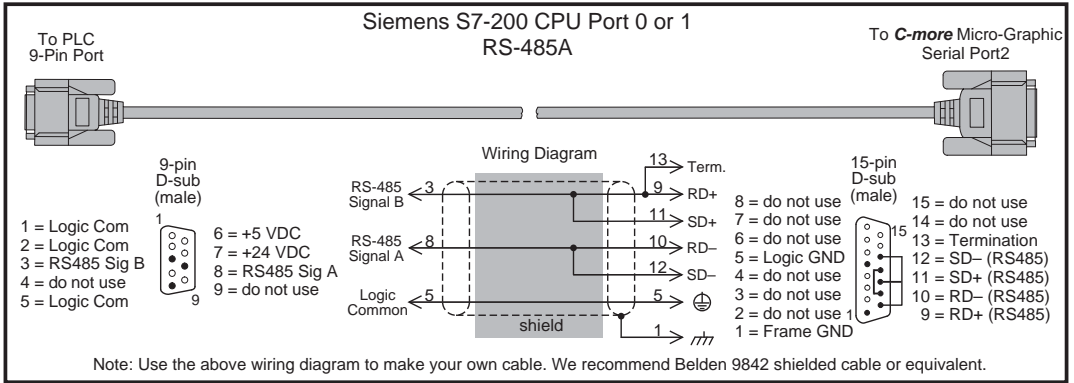 Siemens S7-200 CPU Port 0 or 1
RS-485A
To PLC
9-Pin Port
To C-more Micro-Graphic
Serial Port2
9-pin
D-sub
(male)
1
9
1 = Logic Com
2 = Logic Com
3 = RS485 Sig B
4 = do not use
5 = Logic Com
6 = +5 VDC
7 = +24 VDC
8 = RS485 Sig A
9 = do not use
Wiring Diagram
RS-485
Signal B
3
RS-485
Signal A
8
Logic
Common
5
shield
13 Term.
9 RD+
11 SD+
10 RD–
12 SD–
5
1
8 = do not use
7 = do not use
6 = do not use
5 = Logic GND
4 = do not use
3 = do not use
2 = do not use
1 = Frame GND
15-pin
D-sub
(male)
15
1
15 = do not use
14 = do not use
13 = Termination
12 = SD– (RS485)
11 = SD+ (RS485)
10 = RD– (RS485)
9 = RD+ (RS485)
Note: Use the above wiring diagram to make your own cable. We recommend Belden 9842 shielded cable or equivalent.